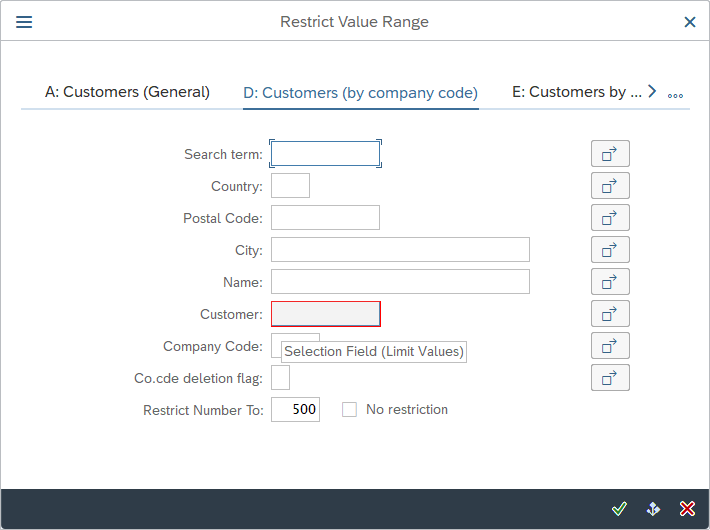 Restrict Value Range
A: Customers (General) D: Customers (by company code) E: Customers by ...
Search term:
Country:
Postal Code:
City:
Name:
Customer:
Company Code:
Selection Field (Limit Values)
Co.cde deletion flag:
Restrict Number To: 500 No restriction